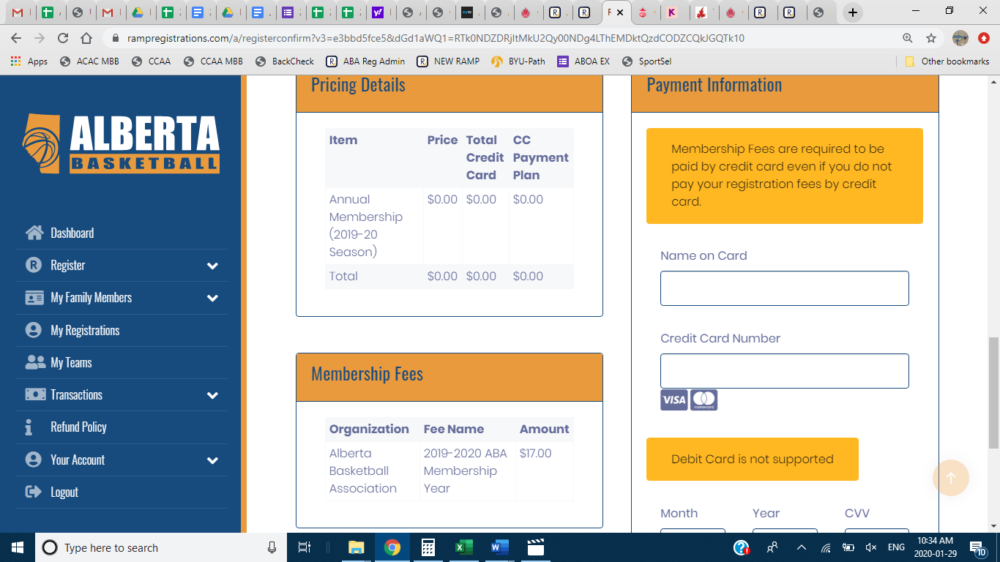 rampregistrations.com/a/registerconfirm?v3=e3bbd5fce5&dGd1aWQ1=RTk0NDZDRjItMkU2Qy00NDg4LThEMDktQzdCODZCQkJGQTk10
Apps ACAC MBB CCAA CCAA MBB BackCheck ABA Reg Admin NEW RAMP BYU-Path ABOA EX SportSel Other bookmarks
ALBERTA
BASKETBALL
Dashboard
Register
My Family Members
My Registrations
My Teams
Transactions
Refund Policy
Your Account
Logout
Pricing Details
Item Price Total Credit Card CC Payment Plan
Annual Membership (2019-20 Season) $0.00 $0.00 $0.00
Total $0.00 $0.00 $0.00
Membership Fees
Organization Fee Name Amount
Alberta Basketball Association 2019-2020 ABA Membership Year $17.00
Payment Information
Membership Fees are required to be
paid by credit card even if you do not
pay your registration fees by credit
card.
Name on Card
Credit Card Number
VISA mastercard
Debit Card is not supported
Month Year CVV
Type here to search
ENG
10:34 AM
2020-01-29
10